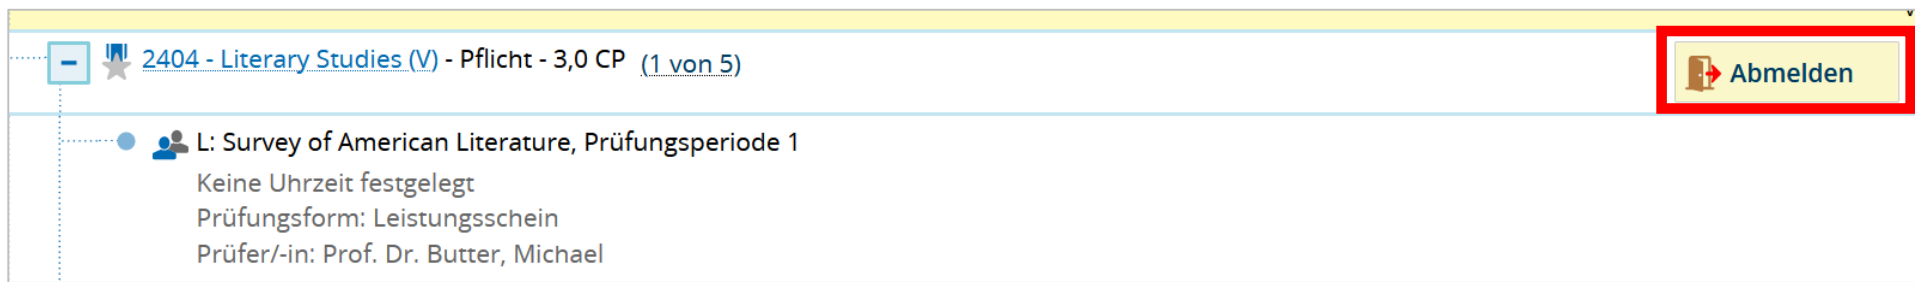 2404 - Literary Studies (V) - Pflicht - 3,0 CP (1 von 5)
Abmelden
L: Survey of American Literature, Prüfungsperiode 1
Keine Uhrzeit festgelegt
Prüfungsform: Leistungsschein
Prüfer/-in: Prof. Dr. Butter, Michael